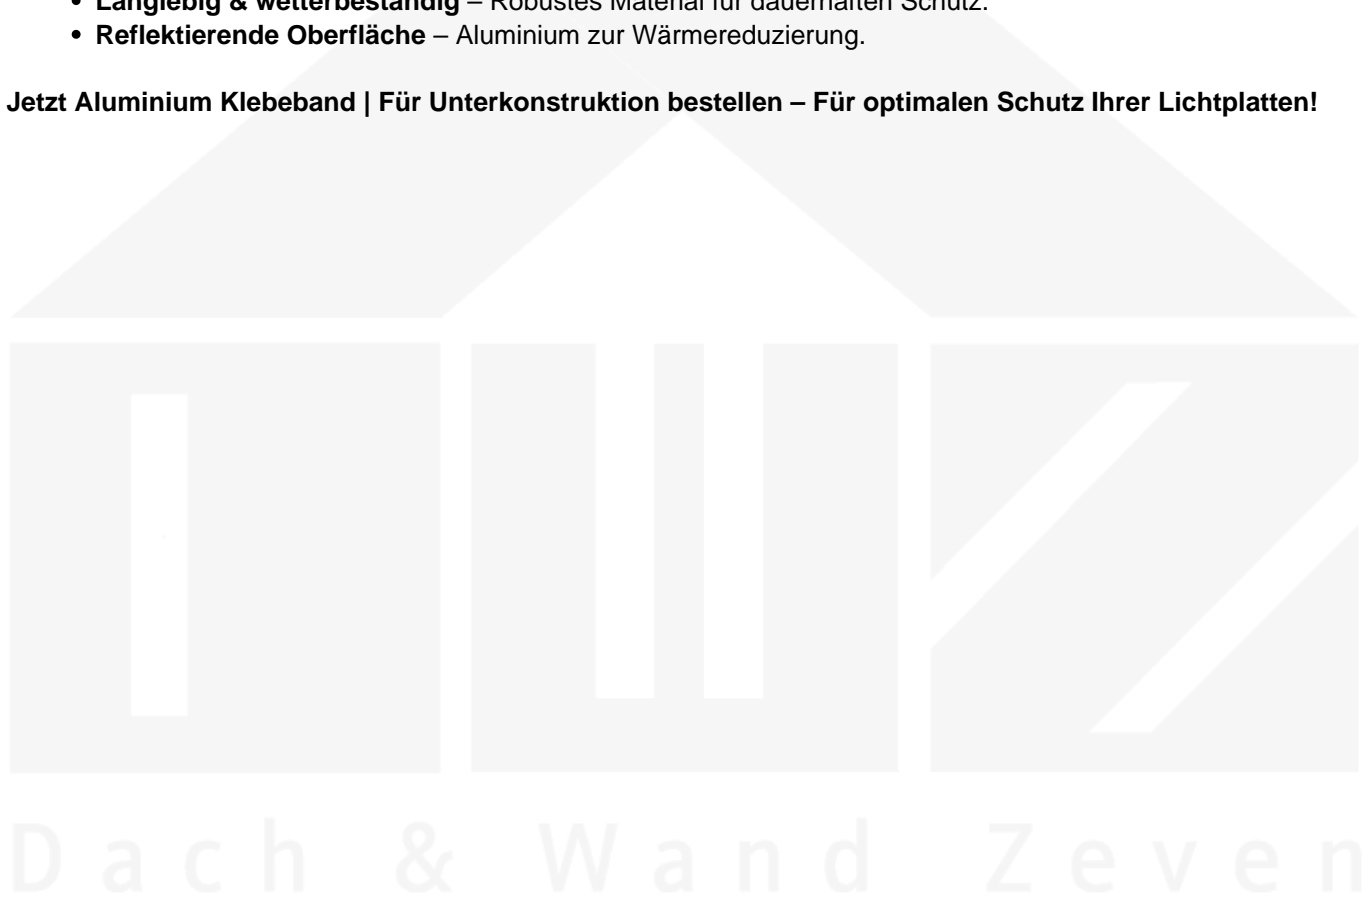 • Langlebig & wetterbeständig – Robustes Material für dauerhaften Schutz.
• Reflektierende Oberfläche – Aluminium zur Wärmereduzierung.
Jetzt Aluminium Klebeband | Für Unterkonstruktion bestellen – Für optimalen Schutz Ihrer Lichtplatten!
Dach & Wand Zeven